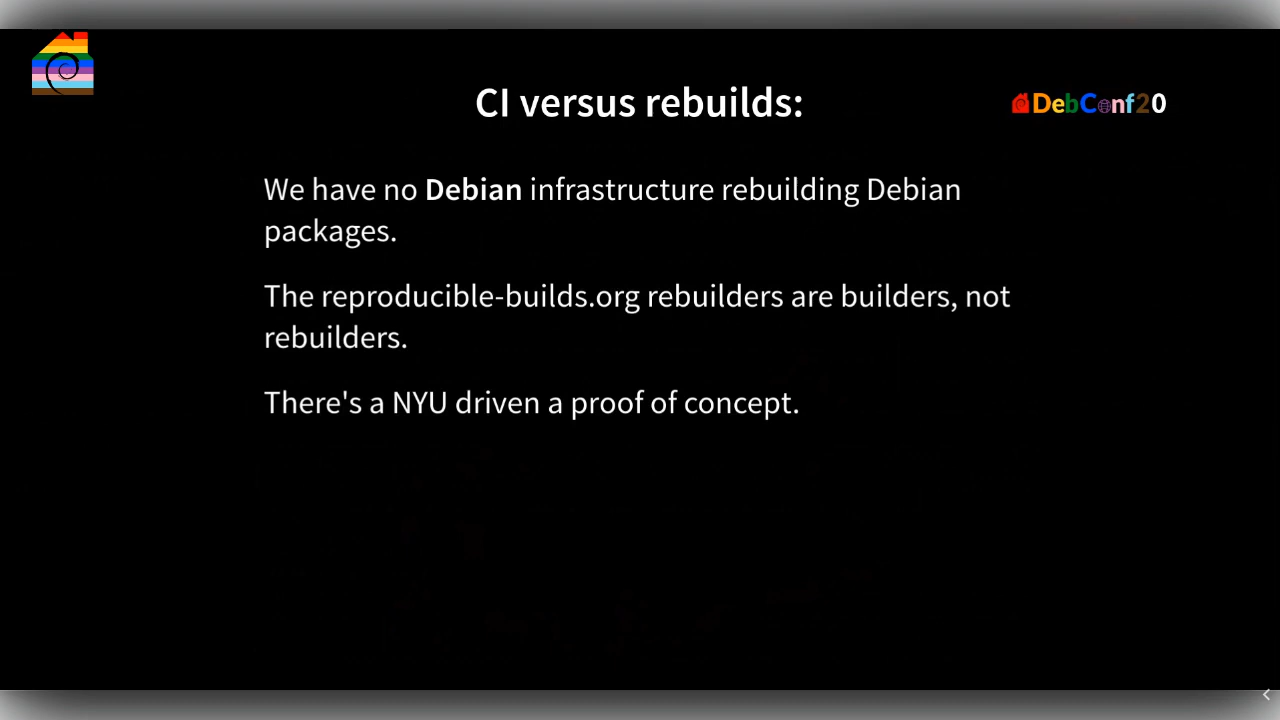 CI versus rebuilds:
DebConf20
We have no Debian infrastructure rebuilding Debian
packages.
The reproducible-builds.org rebuilders are builders, not
rebuilders.
There's a NYU driven a proof of concept.